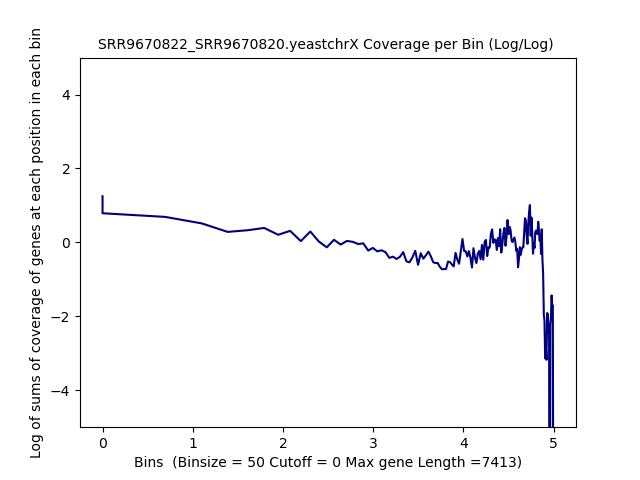 SRR9670822_SRR9670820.yeastchrX Coverage per Bin (Log/Log)
Log of sums of coverage of genes at each position in each bin
4
2
0
−2
−4
0 1 2 3 4 5
Bins  (Binsize = 50 Cutoff = 0 Max gene Length =7413)